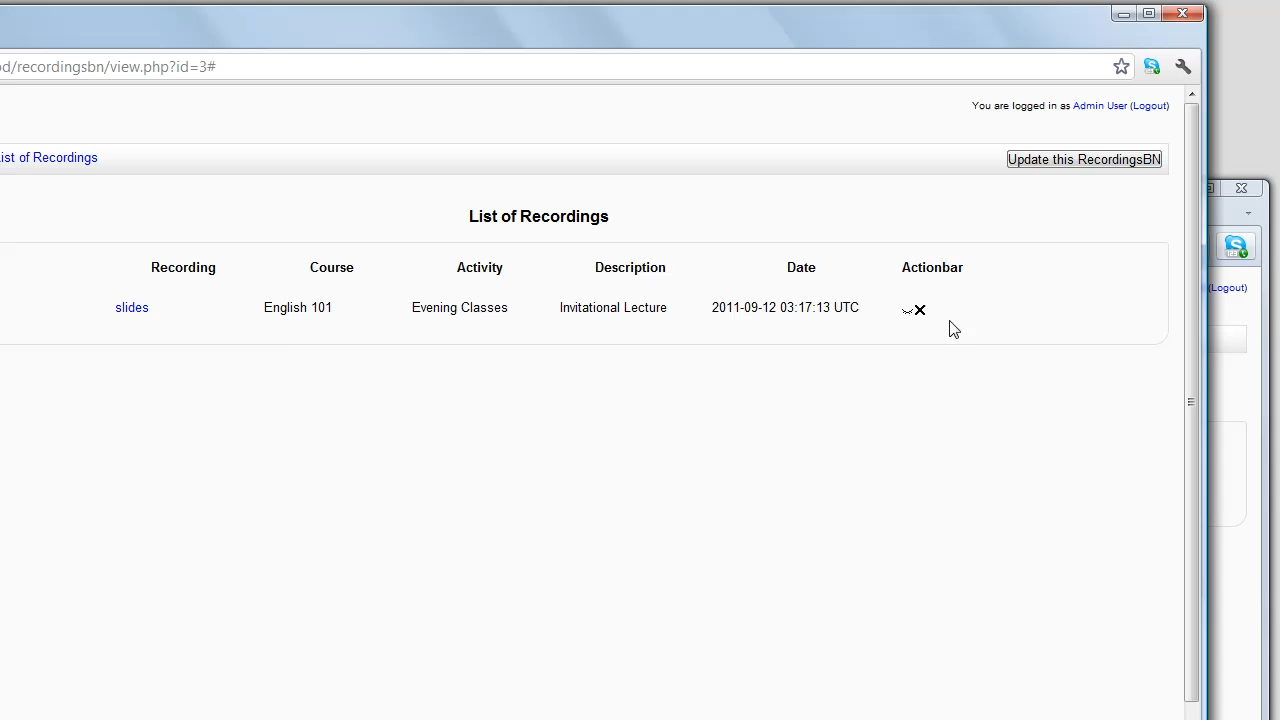 od/recordingsbn/view.php?id=3#
You are logged in as Admin User (Logout)
List of Recordings
Update this RecordingsBN
List of Recordings
Recording Course Activity Description Date Actionbar
slides English 101 Evening Classes Invitational Lecture 2011-09-12 03:17:13 UTC
(Logout)